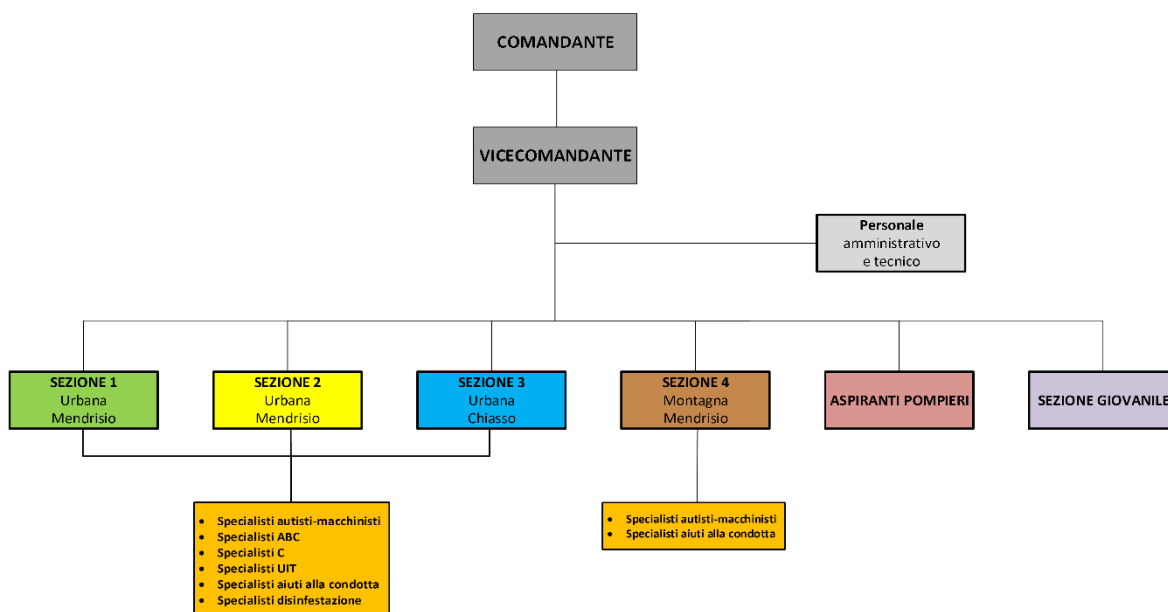 COMANDANTE
VICECOMANDANTE
Personale
amministrativo
e tecnico
SEZIONE 1
Urbana
Mendrisio
SEZIONE 2
Urbana
Mendrisio
SEZIONE 3
Urbana
Chiasso
SEZIONE 4
Montagna
Mendrisio
ASPIRANTI POMPIERI
SEZIONE GIOVANILE
• Specialisti autisti-macchinisti
• Specialisti ABC
• Specialisti C
• Specialisti UIT
• Specialisti aiuti alla condotta
• Specialisti disinfestazione
• Specialisti autisti-macchinisti
• Specialisti aiuti alla condotta